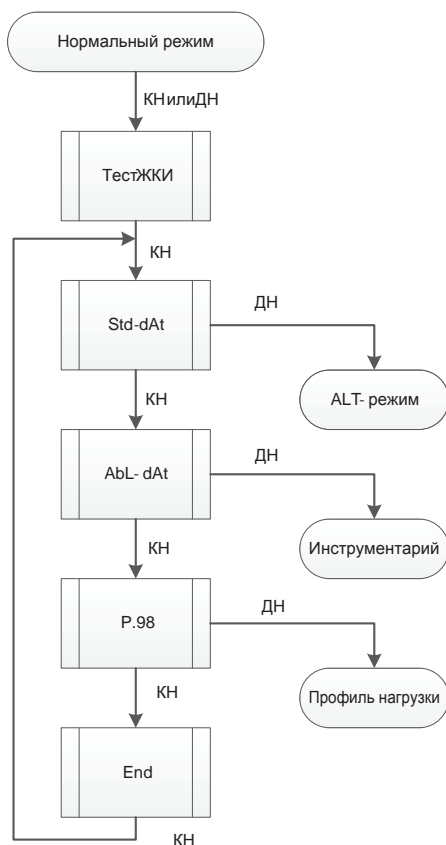 Нормальный режим
КНилиДН
ТестЖКИ
КН
Std-dAt
ДН
ALT- режим
КН
AbL- dAt
ДН
Инструментарий
КН
P.98
ДН
Профиль нагрузки
КН
End
КН